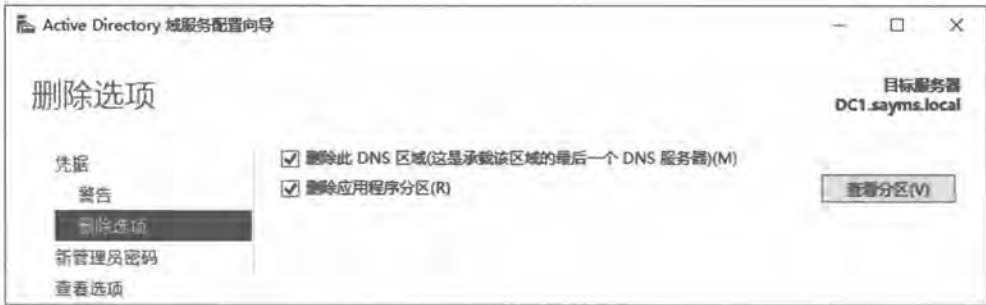 Active Directory 域服务配置向导
删除选项
目标服务器
DC1.sayms.local
凭据
警告
删除选项
新管理员密码
查看选项
删除此 DNS 区域(这是承载该区域的最后一个 DNS 服务器)(M)
删除应用程序分区(R)
查看分区(V)